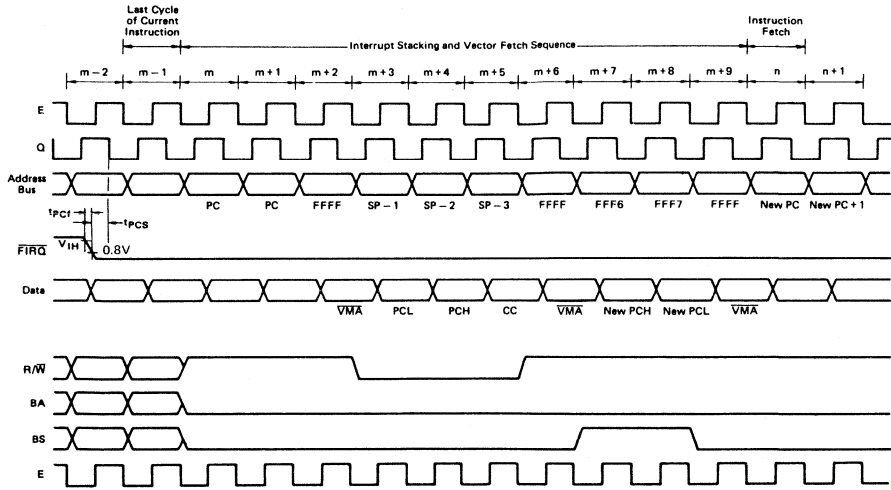 Last Cycle
of Current
Instruction
Interrupt Stacking and Vector Fetch Sequence
Instruction
Fetch
m − 2 m − 1 m m + 1 m + 2 m + 3 m + 4 m + 5 m + 6 m + 7 m + 8 m + 9 n n + 1
E
Q
Address
Bus
PC PC FFFF SP − 1 SP − 2 SP − 3 FFFF FFF6 FFF7 FFFF New PC New PC + 1
tPCf
tPCS
VIH 0.8V
FIRQ
Data
VMA PCL PCH CC VMA New PCH New PCL VMA
R/W
BA
BS
E